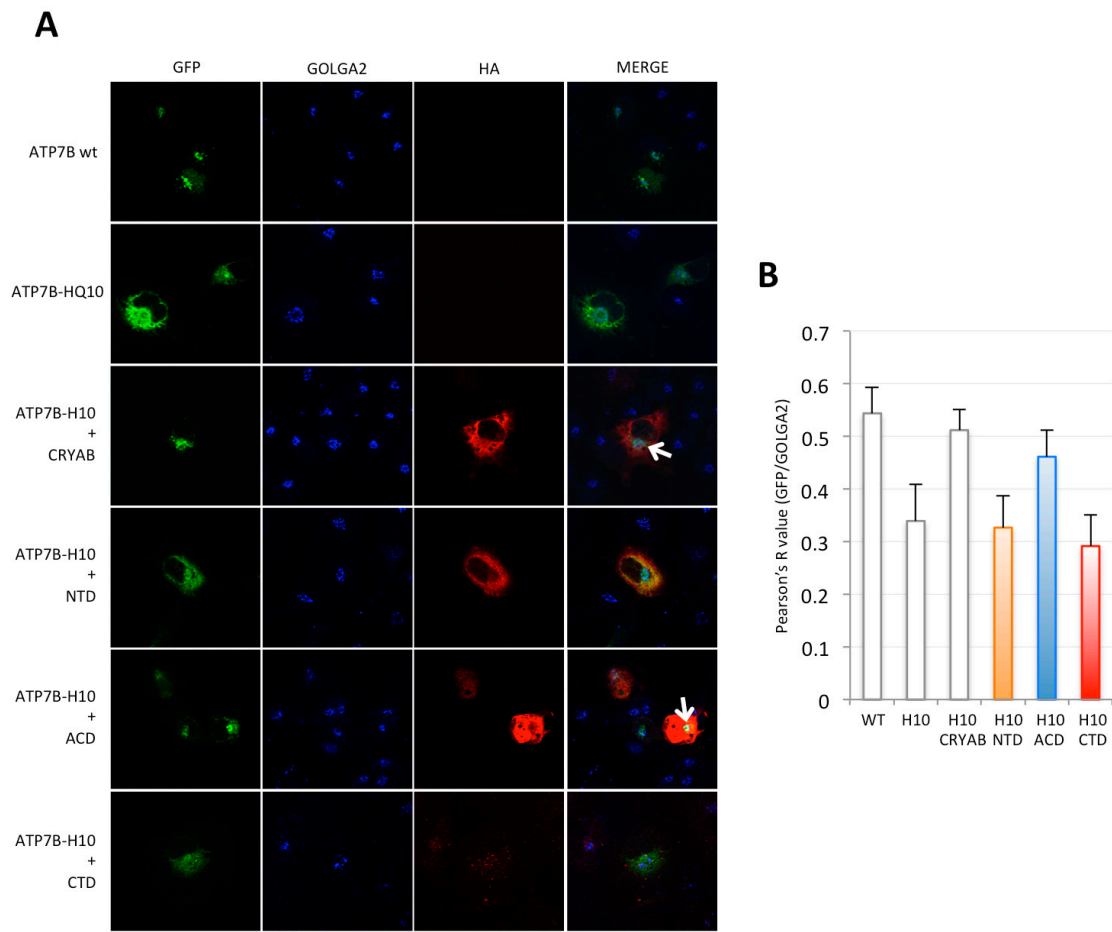 A
GFP
GOLGA2
HA
MERGE
ATP7B wt
ATP7B-HQ10
ATP7B-H10
+
CRYAB
ATP7B-H10
+
NTD
ATP7B-H10
+
ACD
ATP7B-H10
+
CTD
B
Pearson's R value (GFP/GOLGA2)
0.7
0.6
0.5
0.4
0.3
0.2
0.1
0
WT
H10
H10
CRYAB
H10
NTD
H10
ACD
H10
CTD